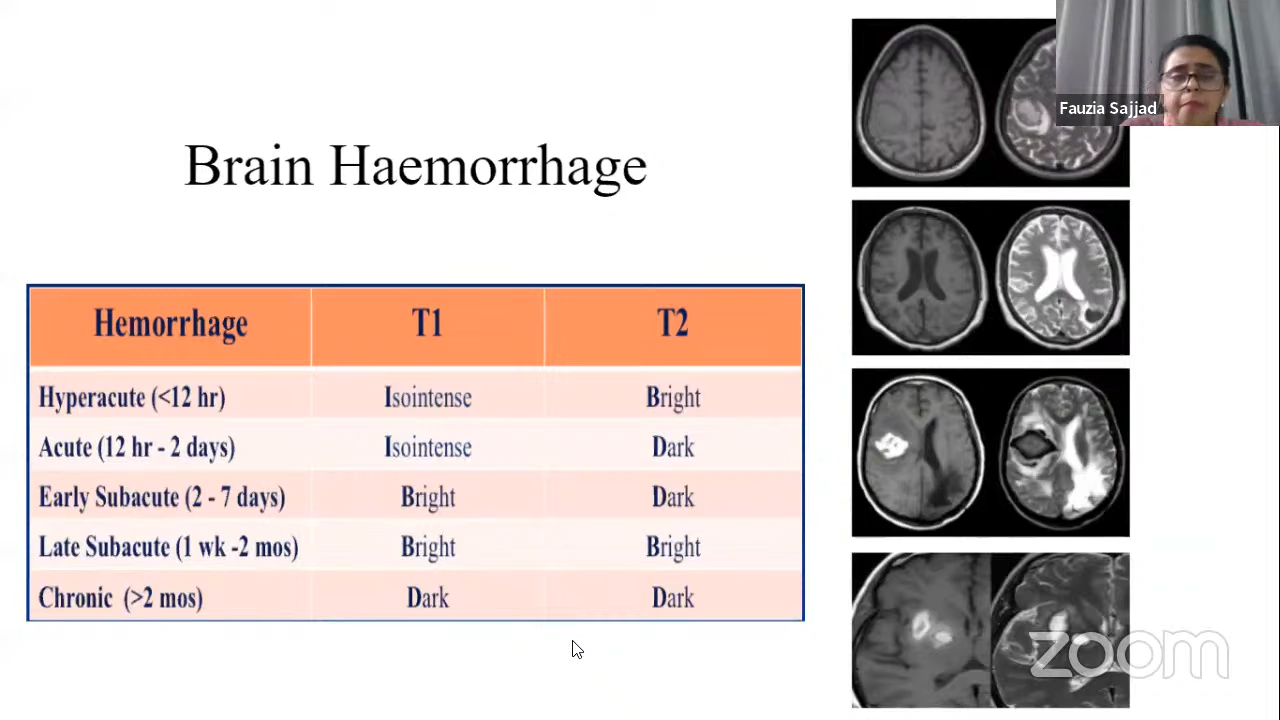 Fauzia Sajjad
Brain Haemorrhage
Hemorrhage T1 T2
Hyperacute (<12 hr) Isointense Bright
Acute (12 hr - 2 days) Isointense Dark
Early Subacute (2 - 7 days) Bright Dark
Late Subacute (1 wk -2 mos) Bright Bright
Chronic (>2 mos) Dark Dark
zoom